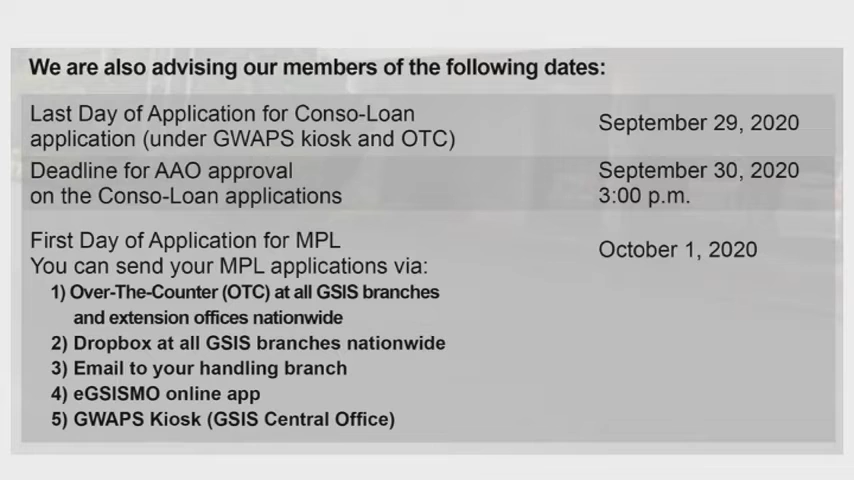 We are also advising our members of the following dates:
Last Day of Application for Conso-Loan
application (under GWAPS kiosk and OTC)
September 29, 2020
Deadline for AAO approval
on the Conso-Loan applications
September 30, 2020
3:00 p.m.
First Day of Application for MPL
October 1, 2020
You can send your MPL applications via:
1) Over-The-Counter (OTC) at all GSIS branches
and extension offices nationwide
2) Dropbox at all GSIS branches nationwide
3) Email to your handling branch
4) eGSISMO online app
5) GWAPS Kiosk (GSIS Central Office)